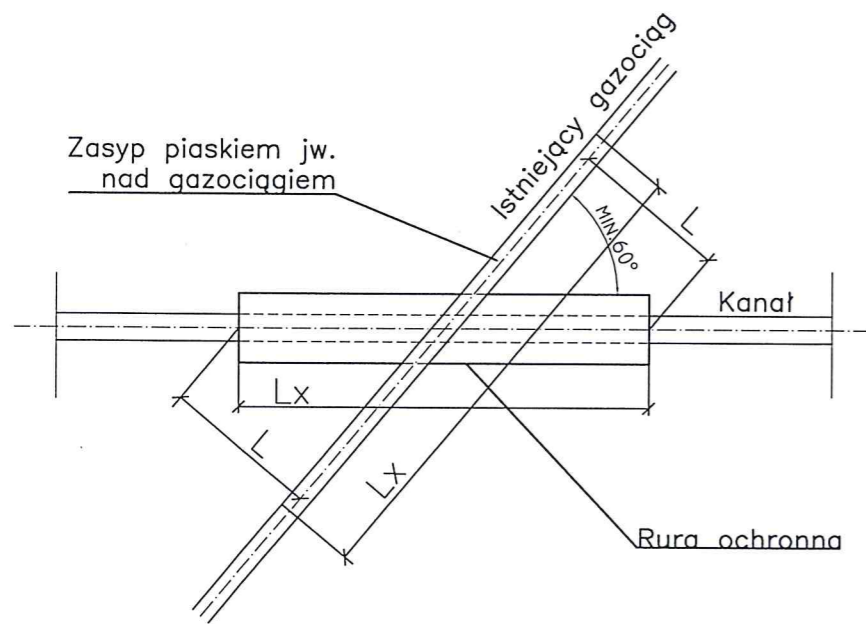 Istniejący gazociąg
Zasyp piaskiem jw.
nad gazociągiem
L
MIN.60°
Kanał
Lx
L
Lx
Rura ochronna